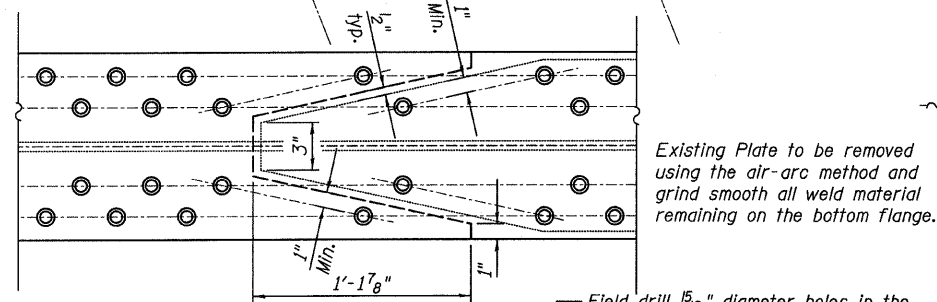 1/2"
typ.
1"
Min.
3"
Existing Plate to be removed
using the air-arc method and
grind smooth all weld material
remaining on the bottom flange.
1"
Min.
1"
1'-1 7/8"
Field drill 15/16" diameter holes in the